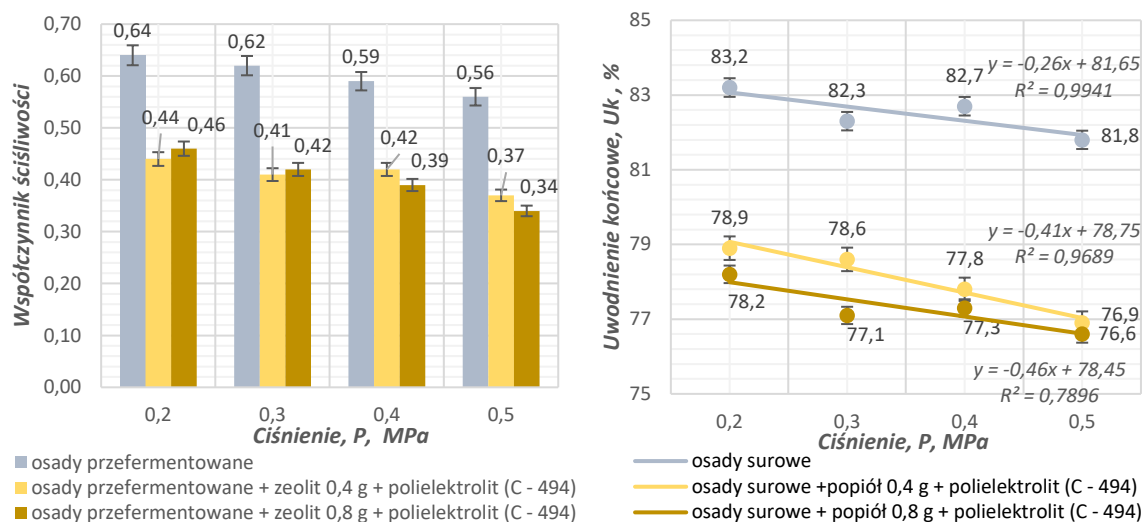 Współczynnik ściśliwości
0,70
0,60
0,50
0,40
0,30
0,20
0,10
0,00
0,64
0,62
0,59
0,56
0,44
0,46
0,41
0,42
0,42
0,39
0,37
0,34
0,2
0,3
0,4
0,5
Ciśnienie, P, MPa
osady przefermentowane
osady przefermentowane + zeolit 0,4 g + polielektrolit (C - 494)
osady przefermentowane + zeolit 0,8 g + polielektrolit (C - 494)
Uwodnienie końcowe, Uk , %
85
83
81
79
77
75
83,2
82,3
82,7
81,8
y = -0,26x + 81,65
R² = 0,9941
78,9
78,6
77,8
76,9
y = -0,41x + 78,75
R² = 0,9689
78,2
77,1
77,3
76,6
y = -0,46x + 78,45
R² = 0,7896
0,2
0,3
0,4
0,5
Ciśnienie, P, MPa
osady surowe
osady surowe +popiół 0,4 g + polielektrolit (C - 494)
osady surowe + popiół 0,8 g + polielektrolit (C - 494)